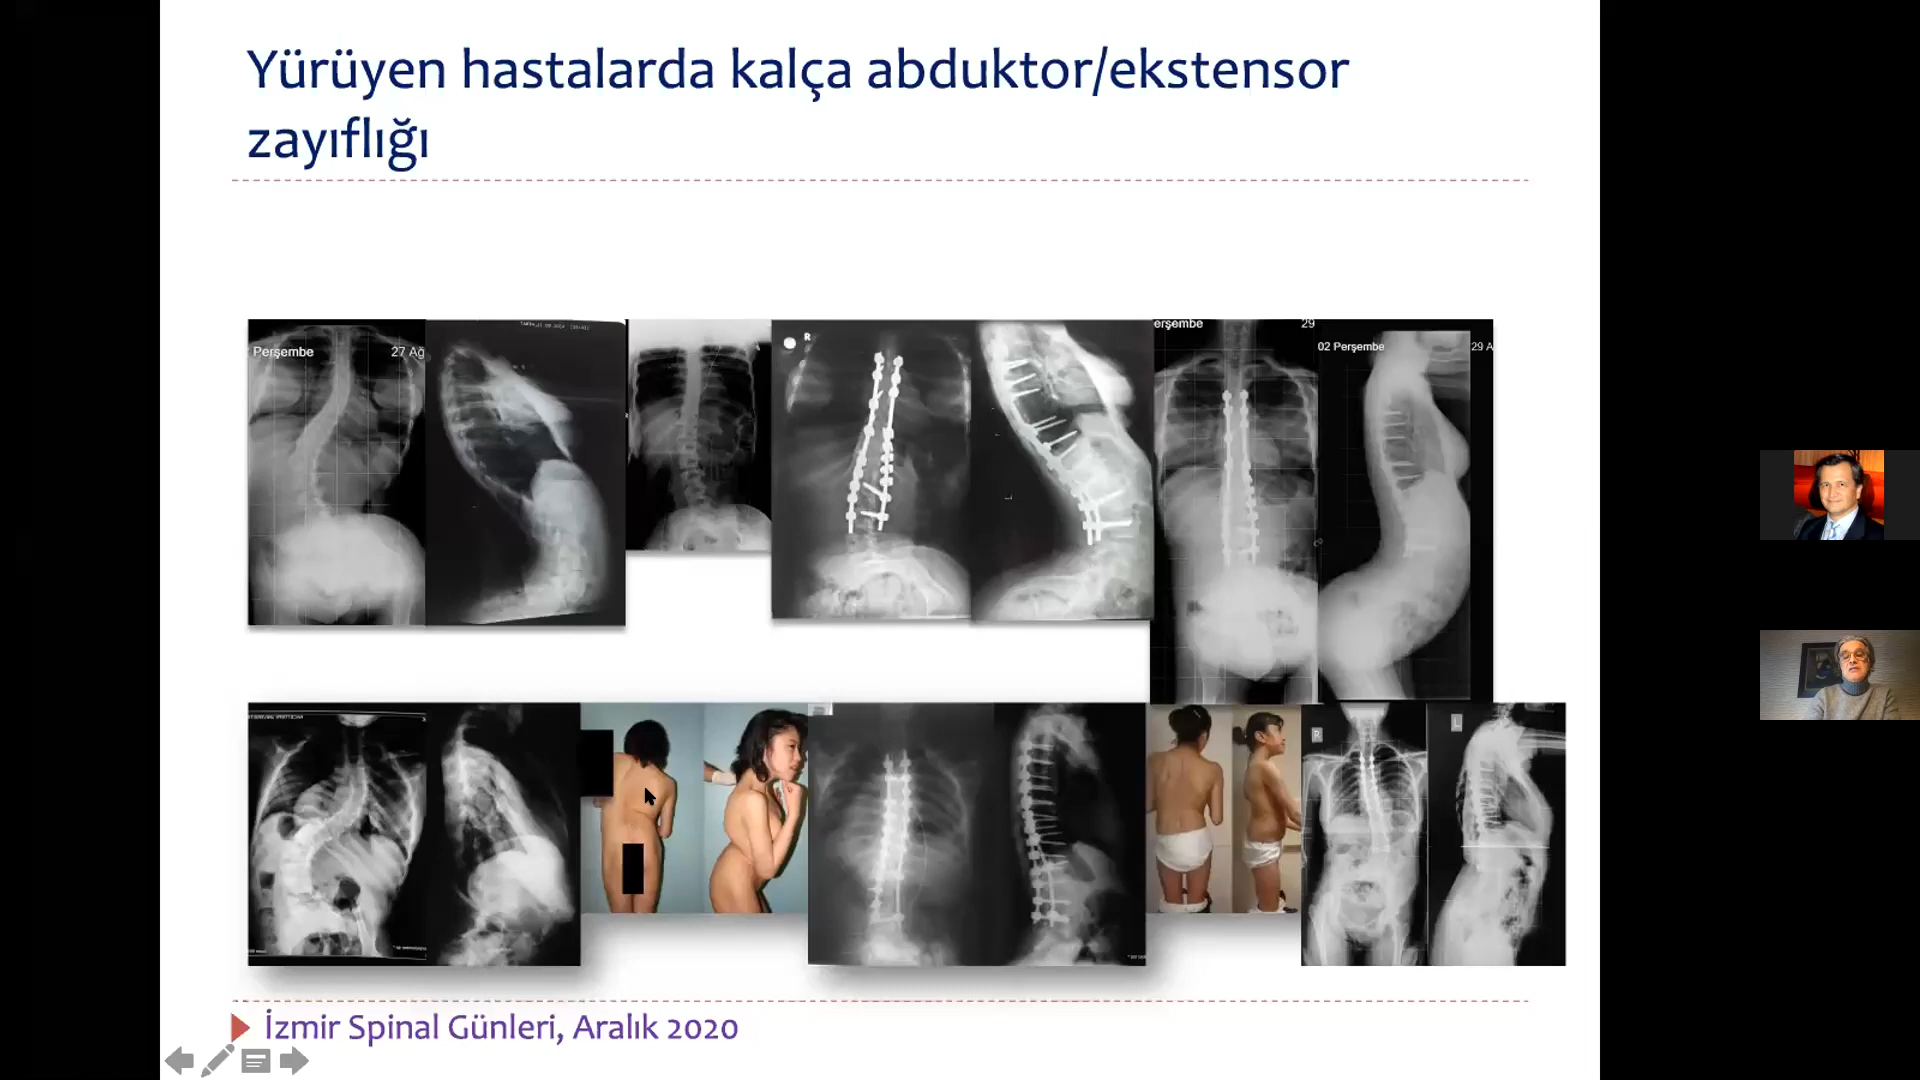 Yürüyen hastalarda kalça abduktor/ekstensor
zayıflığı
Perşembe 27 Ağ
R
erşembe 29
02 Perşembe 29 A
R
L
İzmir Spinal Günleri, Aralık 2020